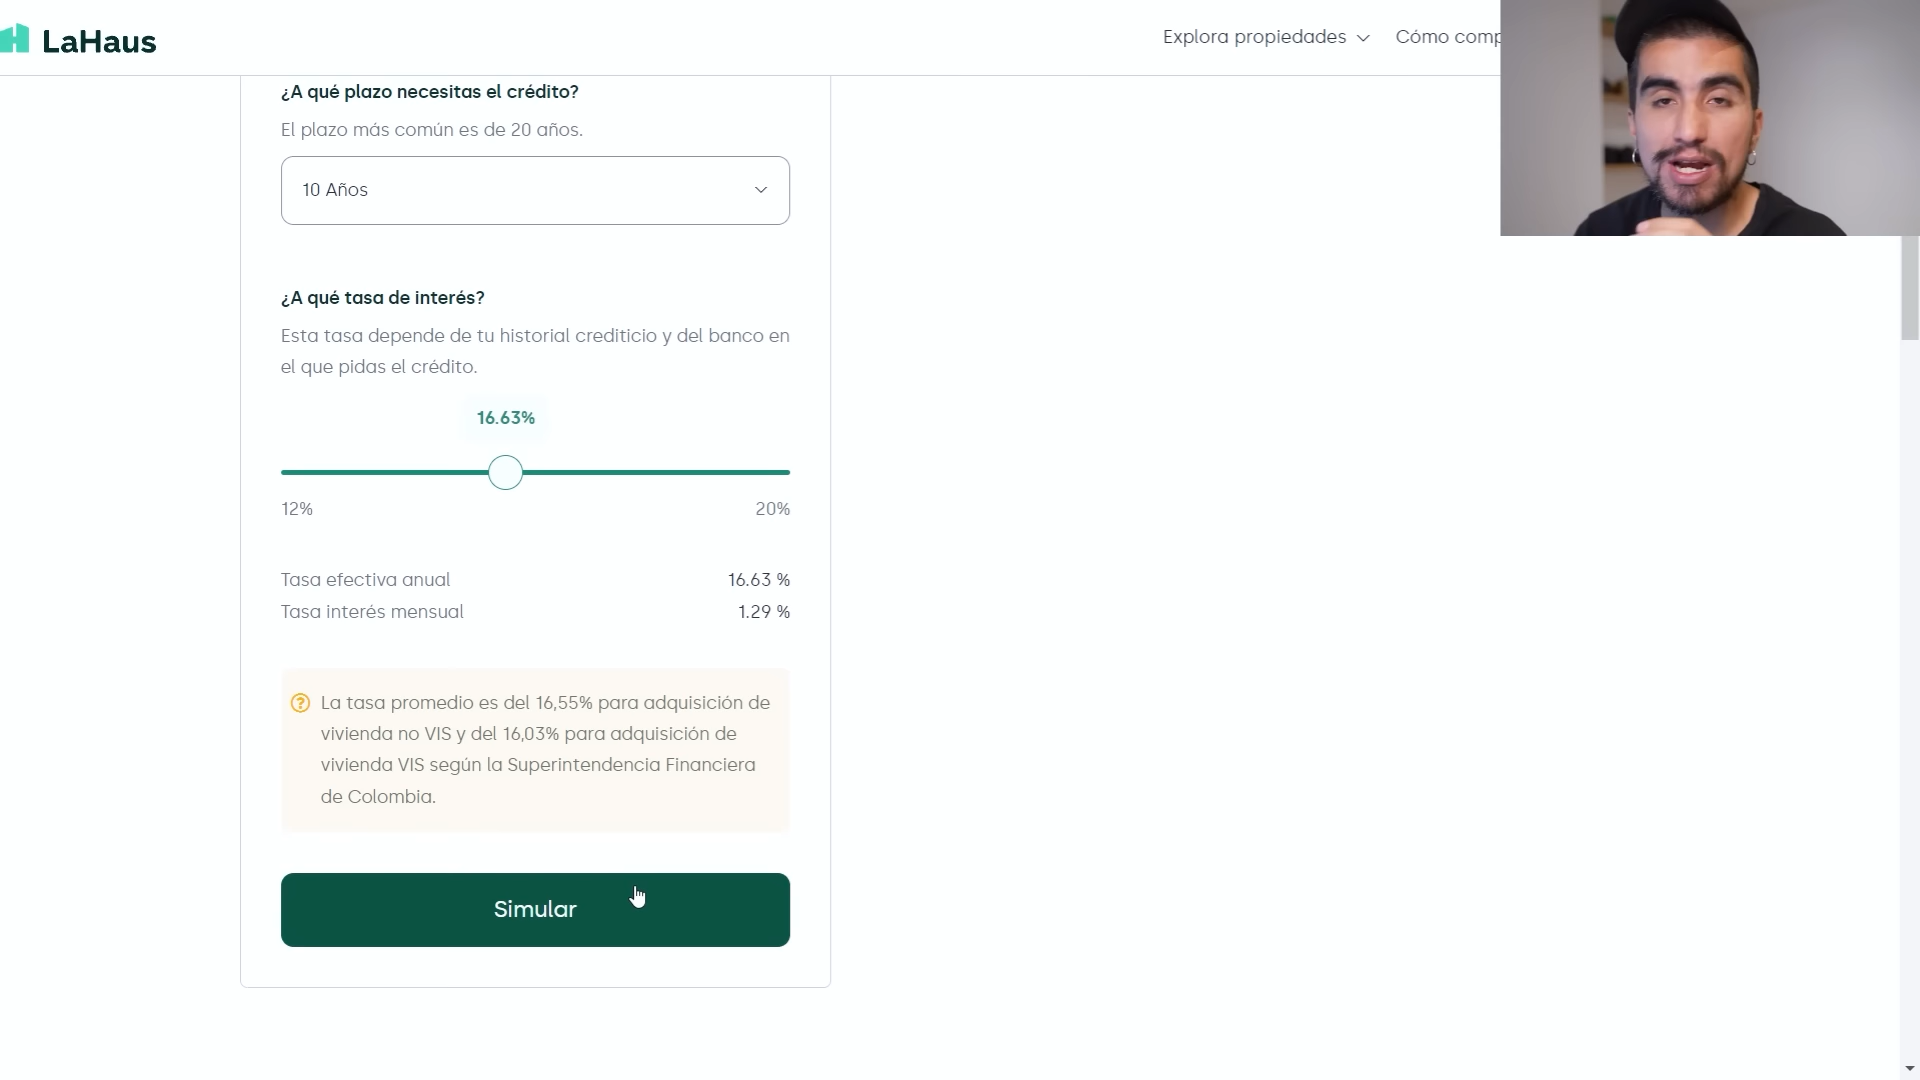 LaHaus
Explora propiedades
Cómo comp
¿A qué plazo necesitas el crédito?
El plazo más común es de 20 años.
10 Años
¿A qué tasa de interés?
Esta tasa depende de tu historial crediticio y del banco en
el que pidas el crédito.
16.63%
12%
20%
Tasa efectiva anual 16.63 %
Tasa interés mensual 1.29 %
La tasa promedio es del 16,55% para adquisición de
vivienda no VIS y del 16,03% para adquisición de
vivienda VIS según la Superintendencia Financiera
de Colombia.
Simular